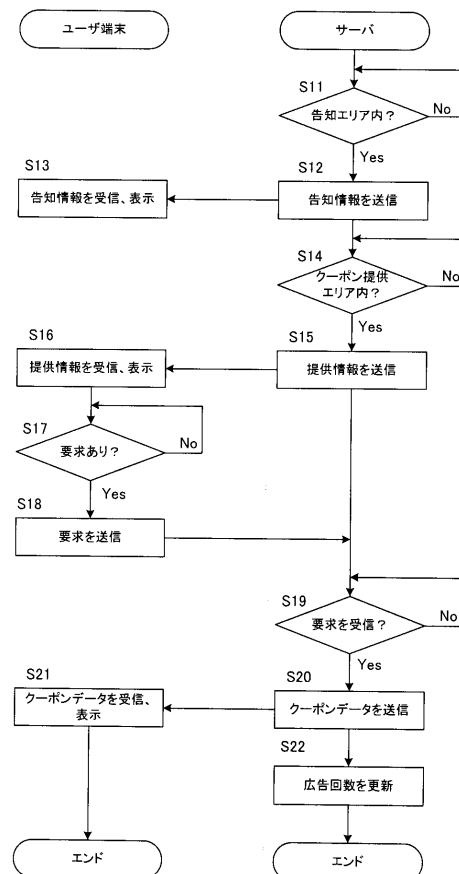 ユーザ端末
サーバ
S11
告知エリア内?
No
Yes
S12
告知情報を送信
S13
告知情報を受信、表示
S14
クーポン提供
エリア内?
No
Yes
S15
提供情報を送信
S16
提供情報を受信、表示
S17
要求あり?
No
Yes
S18
要求を送信
S19
要求を受信?
No
Yes
S20
クーポンデータを送信
S21
クーポンデータを受信、
表示
S22
広告回数を更新
エンド
エンド